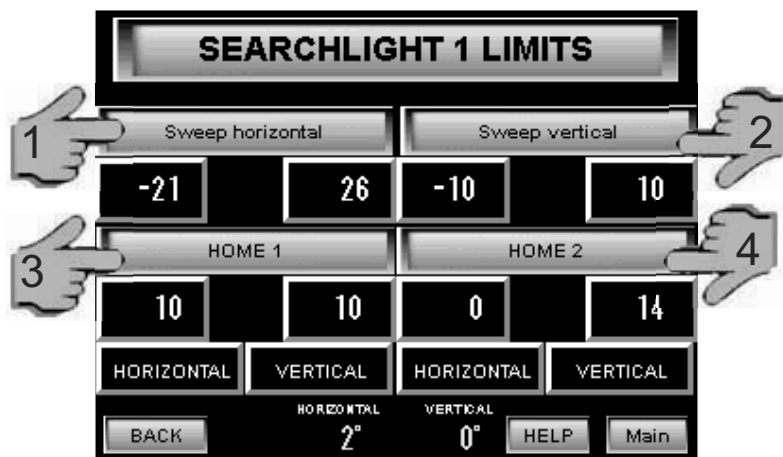 SEARCHLIGHT 1 LIMITS
1
Sweep horizontal
Sweep vertical
2
-21 26 -10 10
3
HOME 1
HOME 2
4
10 10 0 14
HORIZONTAL VERTICAL HORIZONTAL VERTICAL
BACK
HORIZONTAL
2°
VERTICAL
0°
HELP
Main